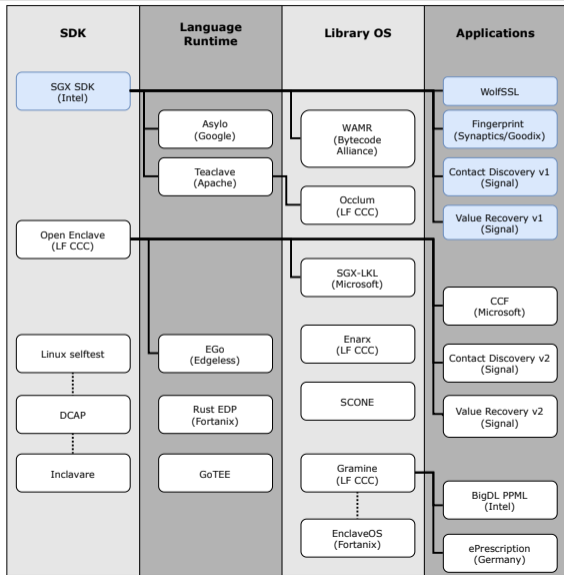 SDK
Language
Runtime
Library OS
Applications
SGX SDK
(Intel)
Open Enclave
(LF CCC)
Linux selftest
DCAP
Inclavare
Asylo
(Google)
Teaclave
(Apache)
EGo
(Edgeless)
Rust EDP
(Fortanix)
GoTEE
WAMR
(Bytecode
Alliance)
Occlum
(LF CCC)
SGX-LKL
(Microsoft)
Enarx
(LF CCC)
SCONE
Gramine
(LF CCC)
EnclaveOS
(Fortanix)
WolfSSL
Fingerprint
(Synaptics/Goodix)
Contact Discovery v1
(Signal)
Value Recovery v1
(Signal)
CCF
(Microsoft)
Contact Discovery v2
(Signal)
Value Recovery v2
(Signal)
BigDL PPML
(Intel)
ePrescription
(Germany)